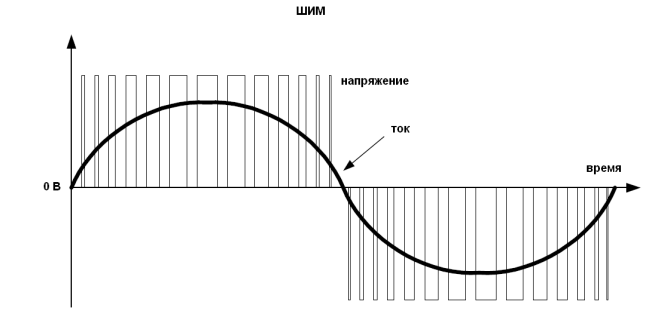 ШИМ
напряжение
ток
время
0 В